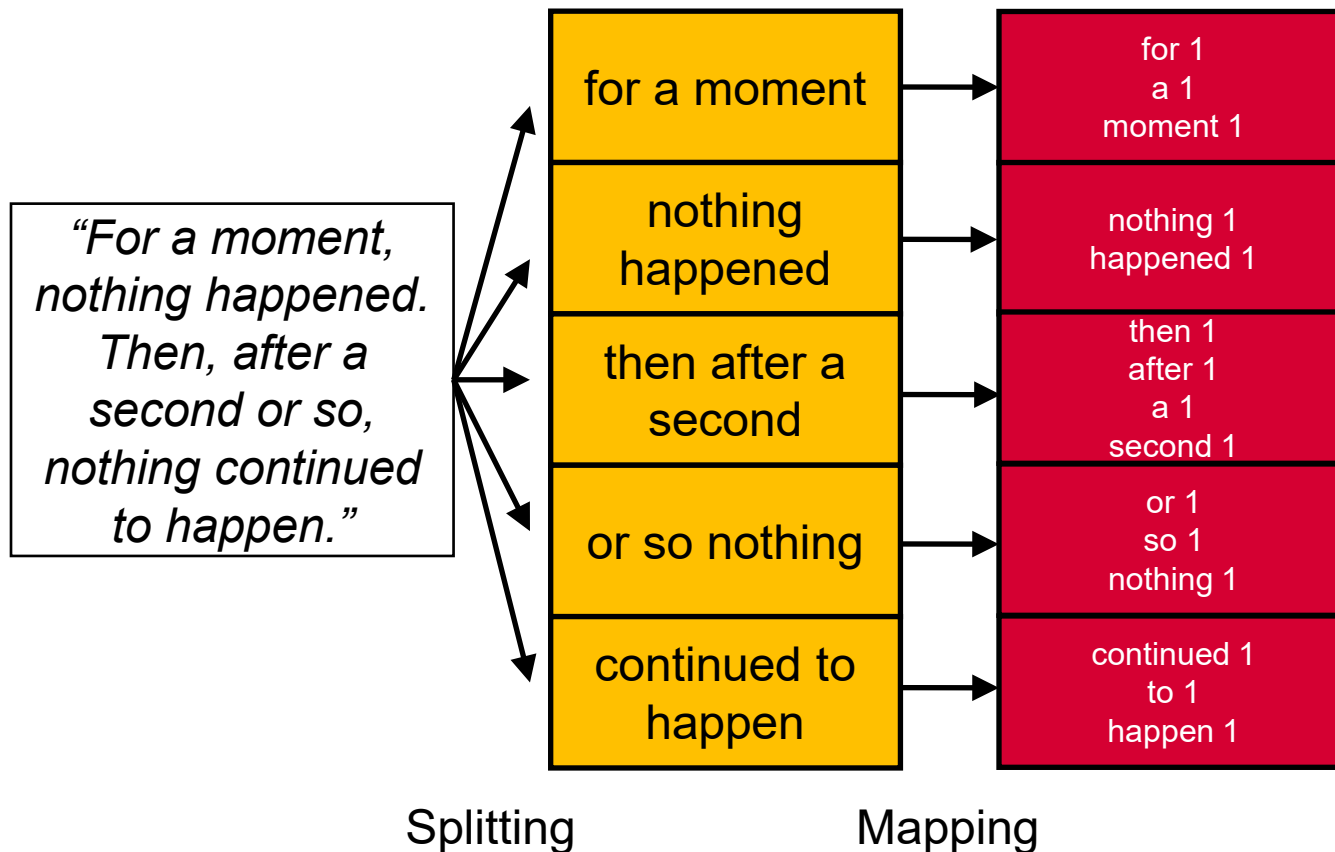 “For a moment,
nothing happened.
Then, after a
second or so,
nothing continued
to happen.”
for a moment
nothing
happened
then after a
second
or so nothing
continued to
happen
for 1
a 1
moment 1
nothing 1
happened 1
then 1
after 1
a 1
second 1
or 1
so 1
nothing 1
continued 1
to 1
happen 1
Splitting
Mapping